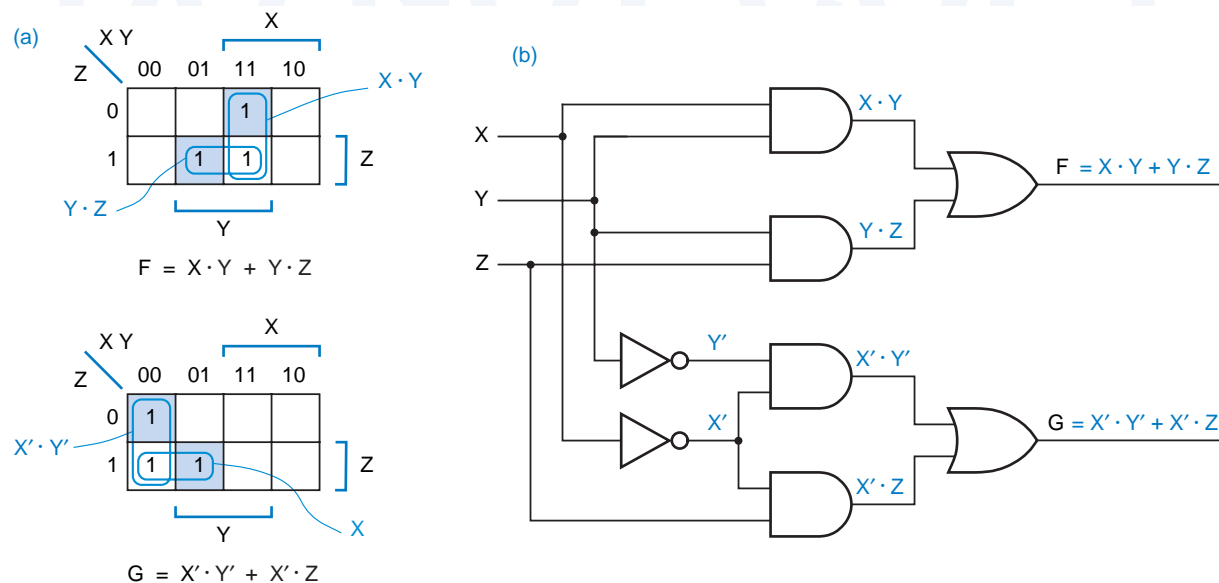 (a)
X Y
X
Z
00 01 11 10
X · Y
0
1
1
1 1
Z
Y · Z
Y
F = X · Y + Y · Z
X Y
X
Z
00 01 11 10
0
1
X′ · Y′
1
1 1
Z
Y
X
G = X′ · Y′ + X′ · Z
(b)
X · Y
X
F = X · Y + Y · Z
Y
Y · Z
Z
Y′
X′ · Y′
X′
G = X′ · Y′ + X′ · Z
X′ · Z